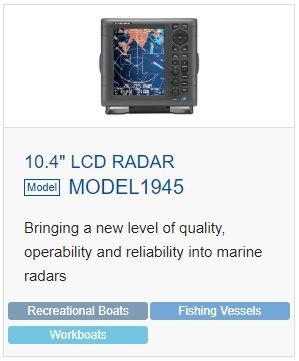 10.4" LCD RADAR
Model MODEL1945
Bringing a new level of quality,
operability and reliability into marine
radars
Recreational Boats
Fishing Vessels
Workboats